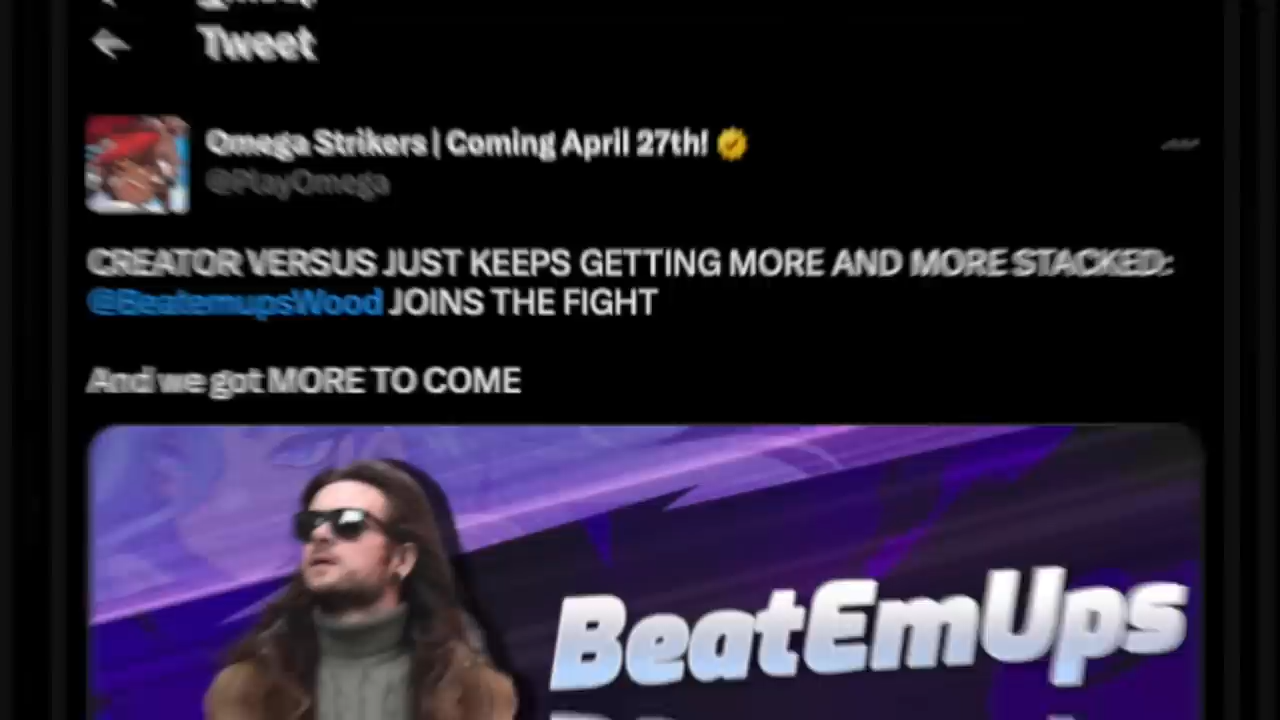 Tweet
Omega Strikers | Coming April 27th!
@PlayOmega
CREATOR VERSUS JUST KEEPS GETTING MORE AND MORE STACKED:
@BeatemupsWood JOINS THE FIGHT
And we got MORE TO COME
BeatEmUps